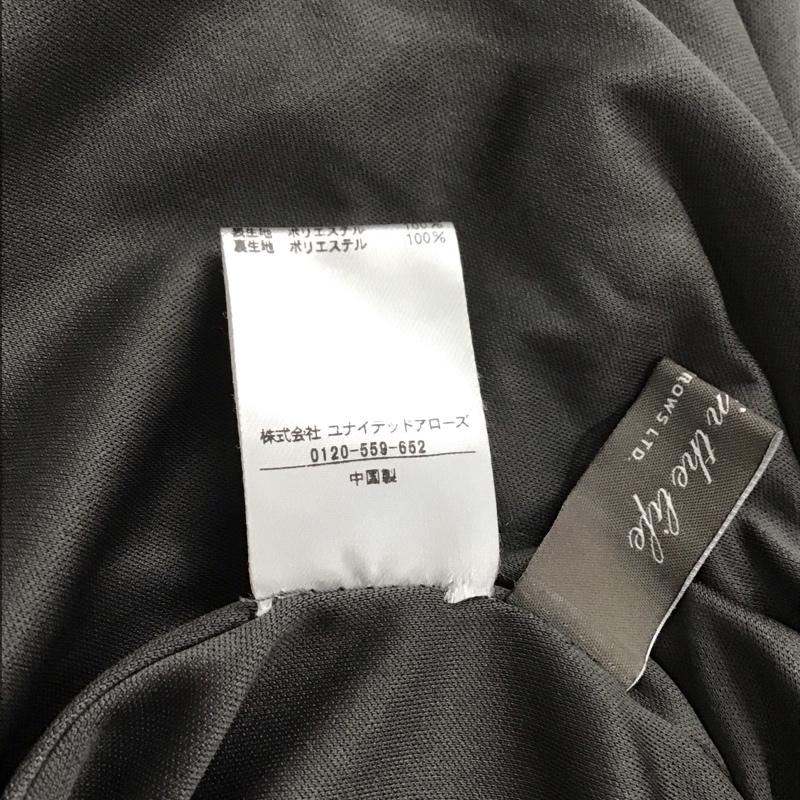 表生地 ポリエステル 100%
裏生地 ポリエステル 100%
株式会社 ユナイテッドアローズ
0120-559-652
中国製
ROWS LTD.
in the life